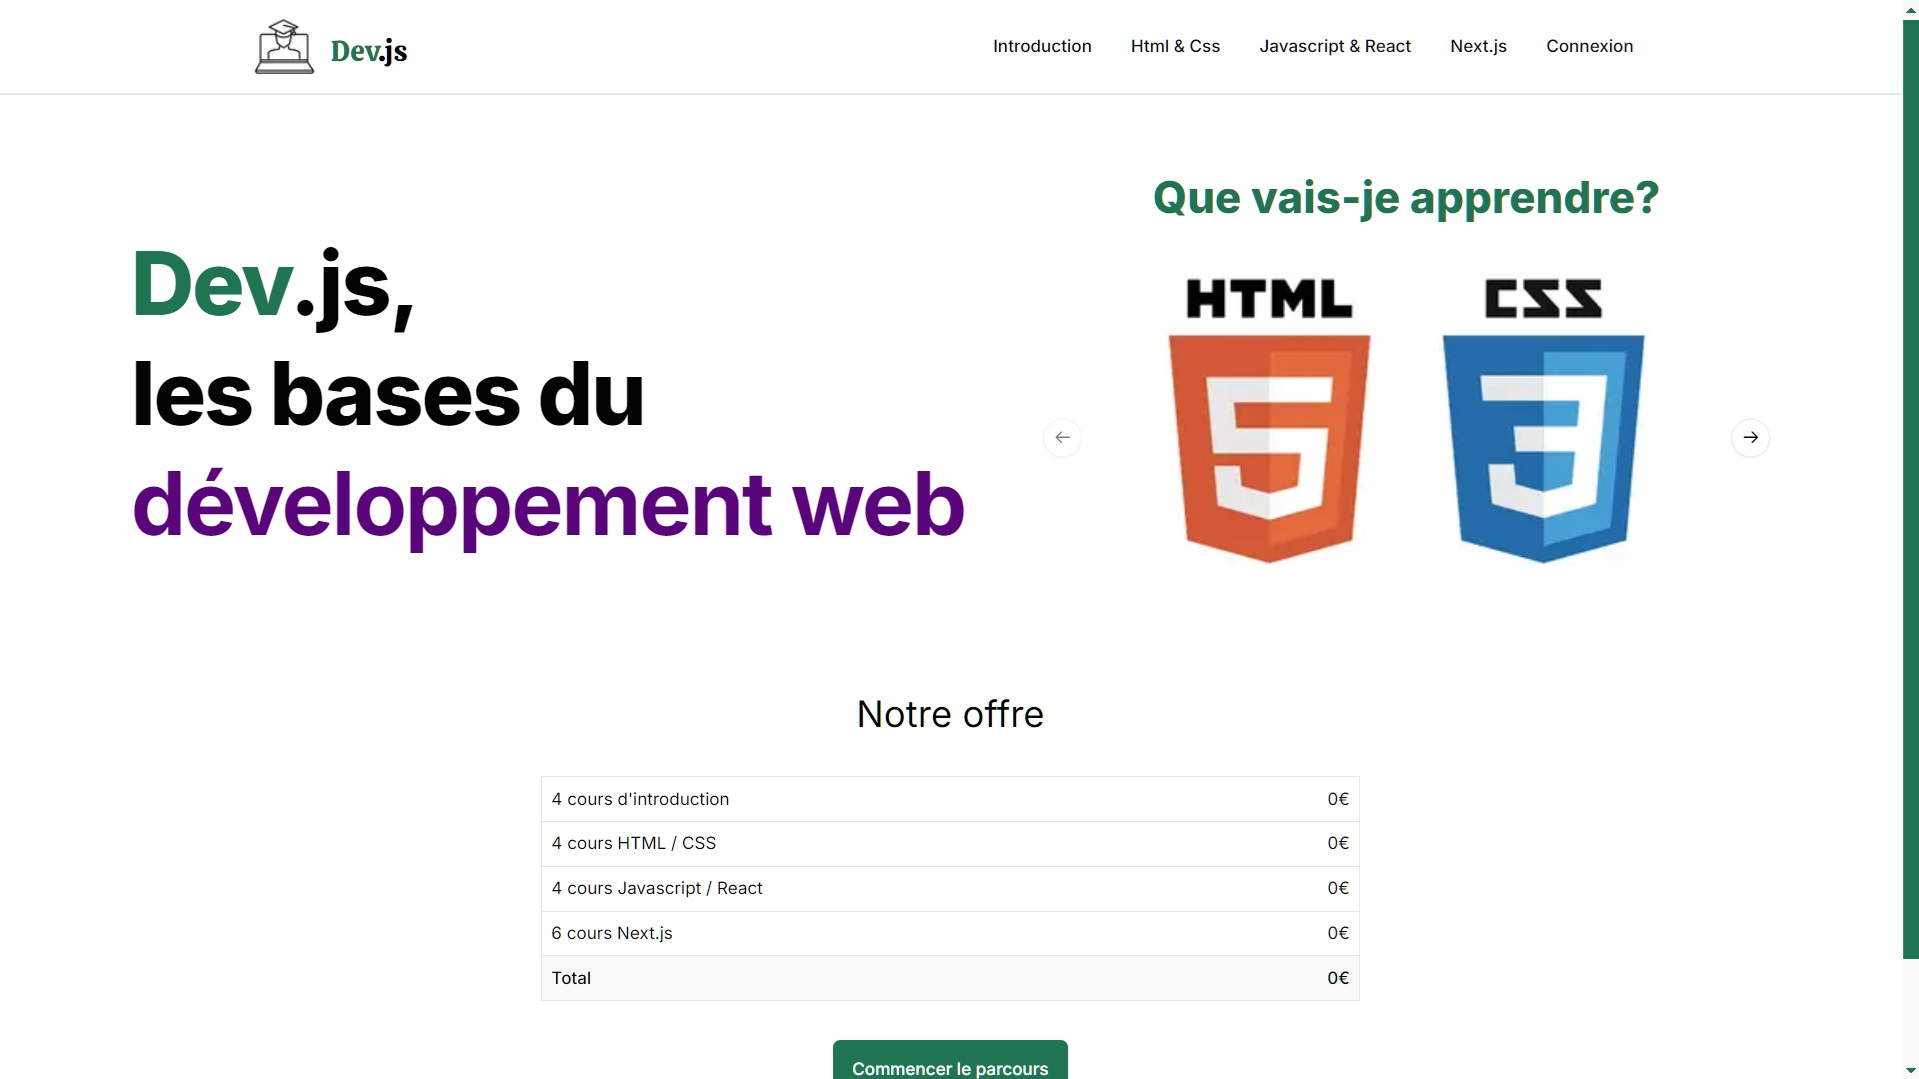 Dev.js
Introduction
Html & Css
Javascript & React
Next.js
Connexion
Dev.js,
les bases du
développement web
Que vais-je apprendre?
HTML
CSS
5
3
Notre offre
4 cours d'introduction 0€
4 cours HTML / CSS 0€
4 cours Javascript / React 0€
6 cours Next.js 0€
Total 0€
Commencer le parcours